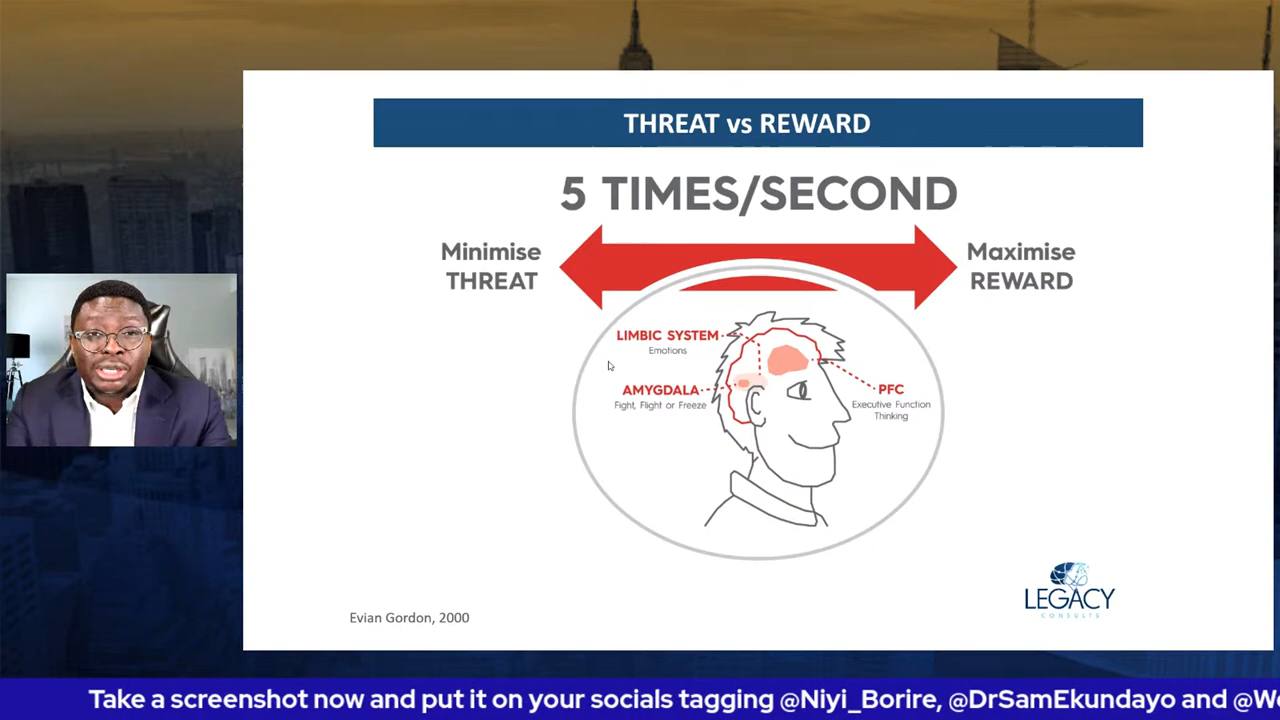 THREAT vs REWARD
5 TIMES/SECOND
Minimise
THREAT
Maximise
REWARD
LIMBIC SYSTEM
Emotions
AMYGDALA
Fight, Flight or Freeze
PFC
Executive Function
Thinking
Evian Gordon, 2000
LEGACY
CONSULTS
Take a screenshot now and put it on your socials tagging @Niyi_Borire, @DrSamEkundayo and